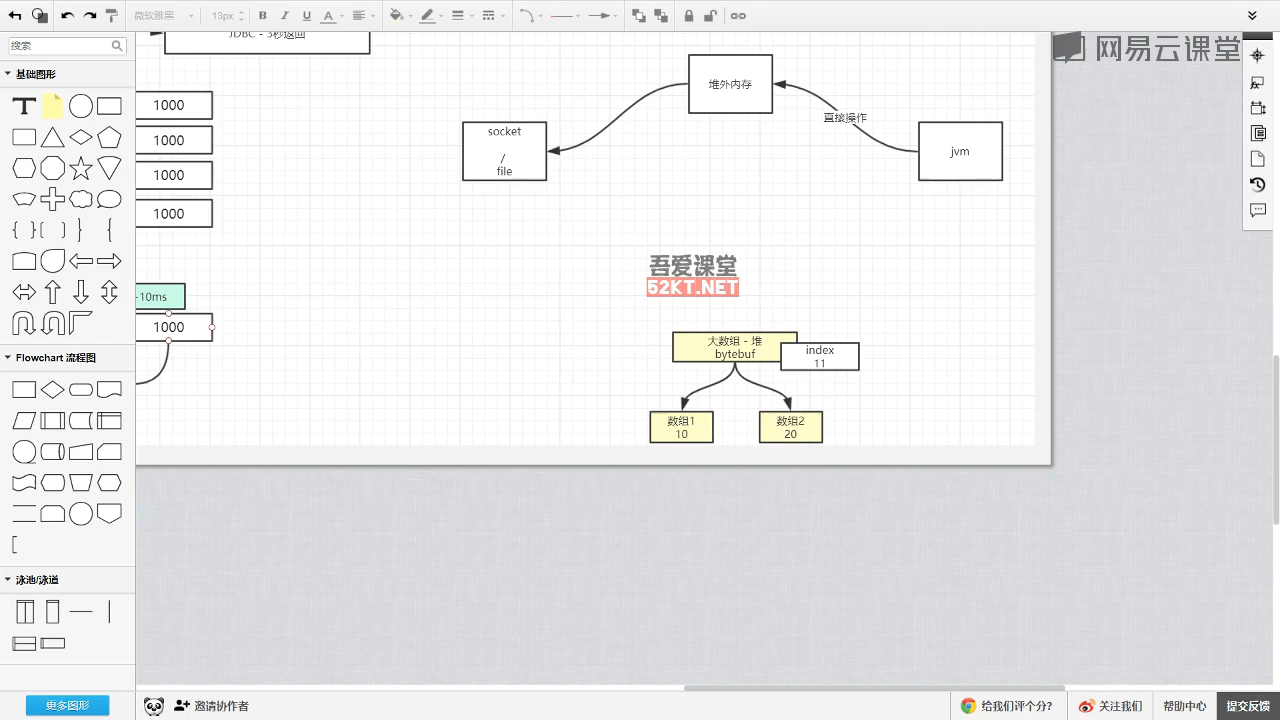 微软雅黑
13px
B
I
U
A
搜索
基础图形
T
Flowchart 流程图
泳池/泳道
更多图形
JDBC - 3秒返回
1000
1000
1000
1000
10ms
1000
堆外内存
直接操作
socket
/
file
jvm
吾爱课堂
52KT.NET
大数组 - 堆
bytebuf
index
11
数组1
10
数组2
20
网易云课堂
邀请协作者
给我们评个分?
关注我们
帮助中心
提交反馈